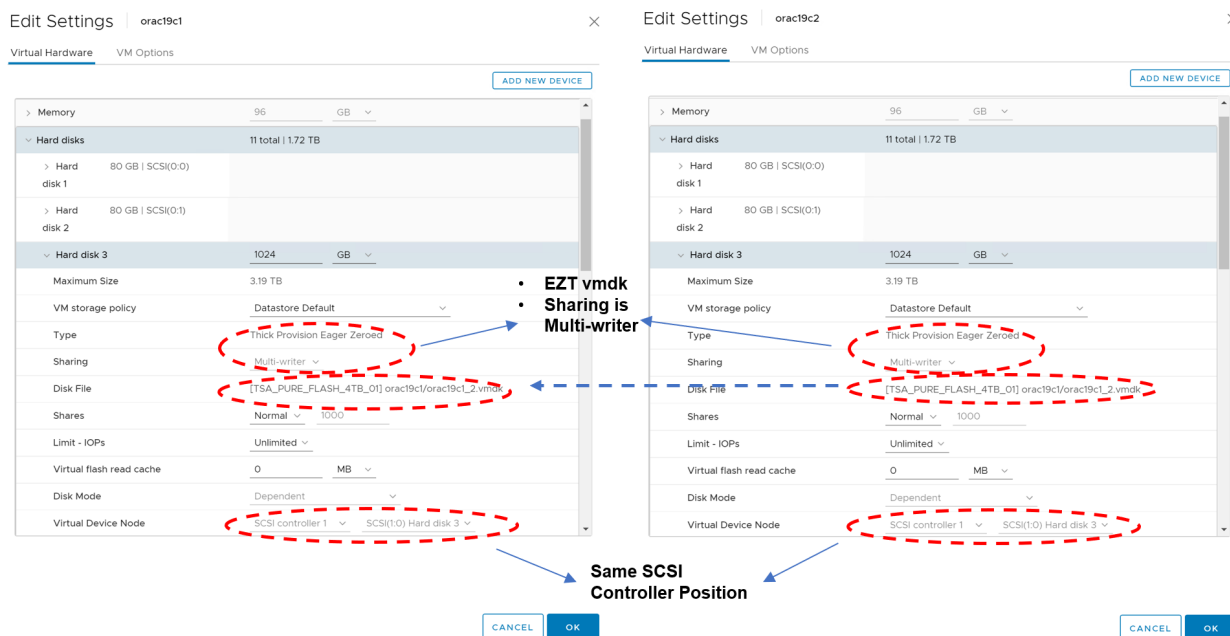 Edit Settings orac19c1
Virtual Hardware VM Options
ADD NEW DEVICE
Memory 96 GB
Hard disks 11 total | 1.72 TB
Hard disk 1 80 GB | SCSI(0:0)
Hard disk 2 80 GB | SCSI(0:1)
Hard disk 3 1024 GB
Maximum Size 3.19 TB
VM storage policy Datastore Default
Type Thick Provision Eager Zeroed
Sharing Multi-writer
Disk File [TSA_PURE_FLASH_4TB_01] orac19c1/orac19c1_2.vmdk
Shares Normal 1000
Limit - IOPs Unlimited
Virtual flash read cache 0 MB
Disk Mode Dependent
Virtual Device Node SCSI controller 1 SCSI(1:0) Hard disk 3
CANCEL OK
• EZT vmdk
• Sharing is
Multi-writer
Same SCSI
Controller Position
Edit Settings orac19c2
Virtual Hardware VM Options
ADD NEW DEVICE
Memory 96 GB
Hard disks 11 total | 1.72 TB
Hard disk 1 80 GB | SCSI(0:0)
Hard disk 2 80 GB | SCSI(0:1)
Hard disk 3 1024 GB
Maximum Size 3.19 TB
VM storage policy Datastore Default
Type Thick Provision Eager Zeroed
Sharing Multi-writer
Disk File [TSA_PURE_FLASH_4TB_01] orac19c1/orac19c1_2.vmdk
Shares Normal 1000
Limit - IOPs Unlimited
Virtual flash read cache 0 MB
Disk Mode Dependent
Virtual Device Node SCSI controller 1 SCSI(1:0) Hard disk 3
CANCEL OK